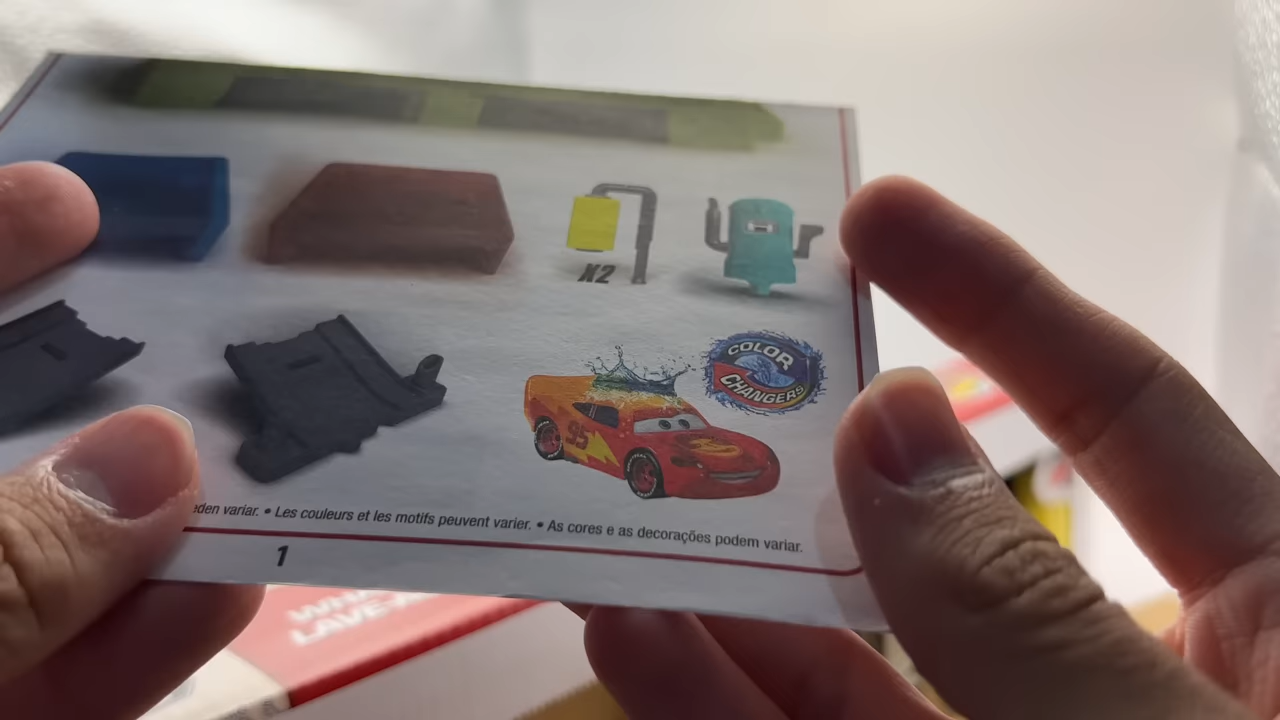 X2
COLOR
CHANGERS
95
eden variar. • Les couleurs et les motifs peuvent varier. • As cores e as decorações podem variar.
1
LAVE-